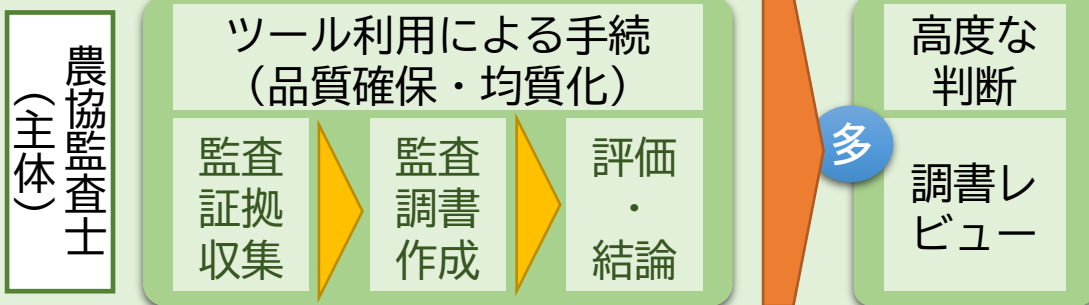 農協監査士
（主体）
ツール利用による手続
（品質確保・均質化）
監査
証拠
収集
監査
調書
作成
評価
・
結論
多
高度な
判断
調書レ
ビュー